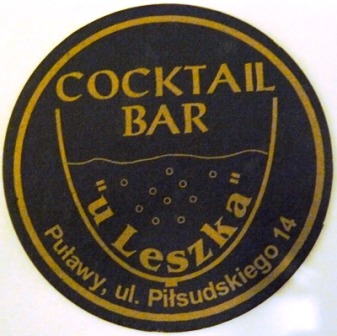 COCKTAIL
BAR
"u Leszka"
Puławy, ul. Piłsudskiego 14